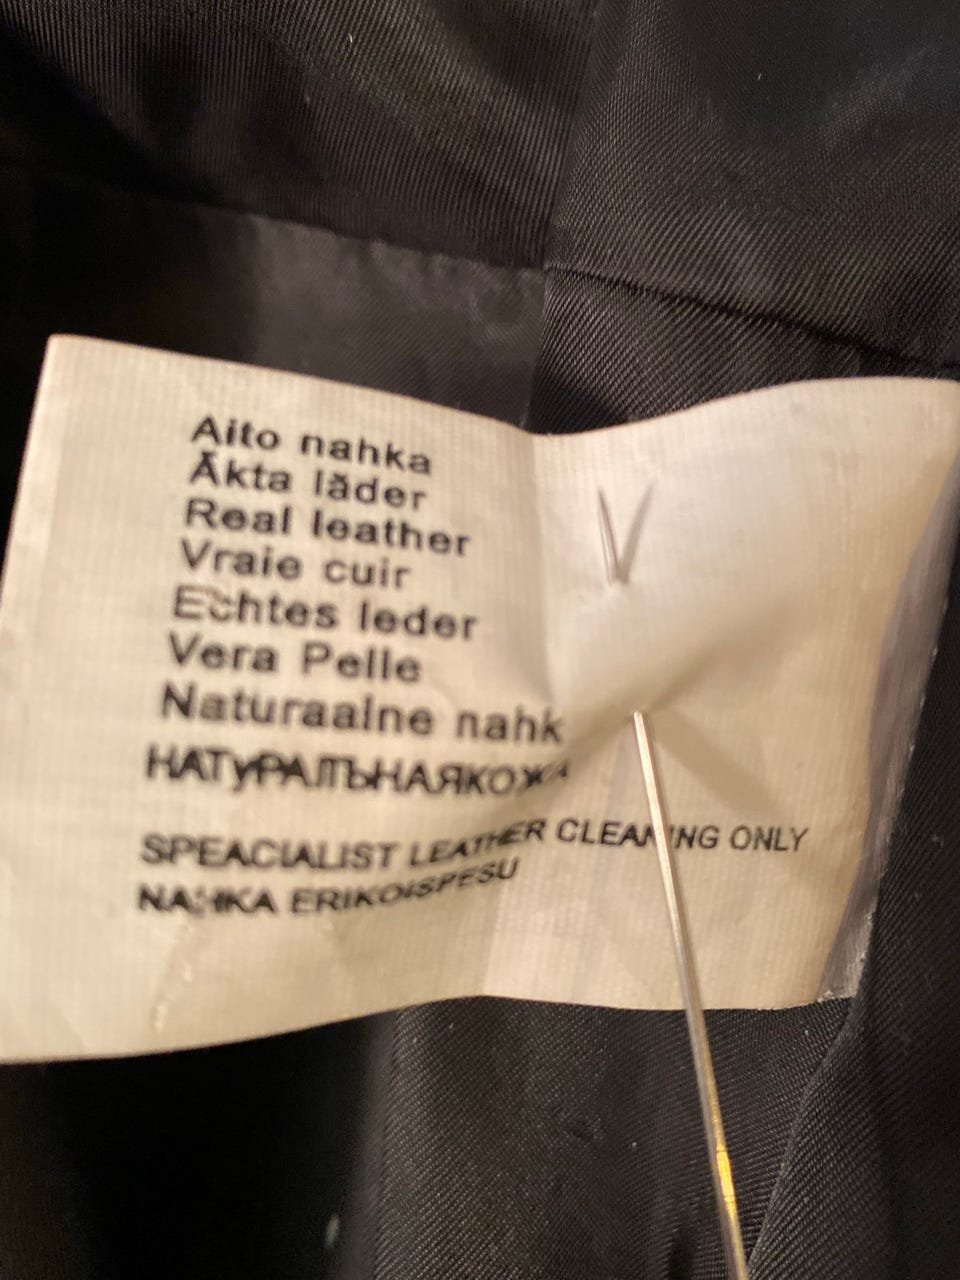 Aito nahka
Äkta läder
Real leather
Vraie cuir
Echtes leder
Vera Pelle
Naturaalne nahk
НАТуРАЛЪНАЯКОЖА
SPEACIALIST LEATHER CLEANING ONLY
NAHKA ERIKOISPESU